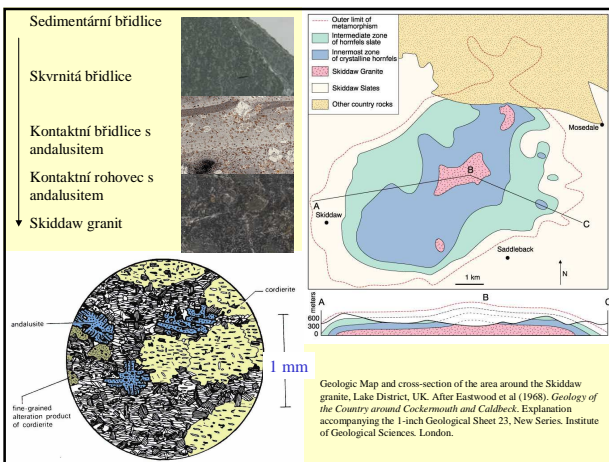 Sedimentární břidlice
Skvrnitá břidlice
Kontaktní břidlice s
andalusitem
Kontaktní rohovec s
andalusitem
Skiddaw granit
Outer limit of
metamorphism
Intermediate zone
of hornfels slate
Innermost zone
of crystalline hornfels
Skiddaw Granite
Skiddaw Slates
Other country rocks
Mosedale
A
B
C
Skiddaw
Saddleback
1 km
N
A
B
C
meters
600
300
0
cordierite
andalusite
1 mm
fine-grained
alteration product
of cordierite
Geologic Map and cross-section of the area around the Skiddaw
granite, Lake District, UK. After Eastwood et al (1968). Geology of
the Country around Cockermouth and Caldbeck. Explanation
accompanying the 1-inch Geological Sheet 23, New Series. Institute
of Geological Sciences. London.